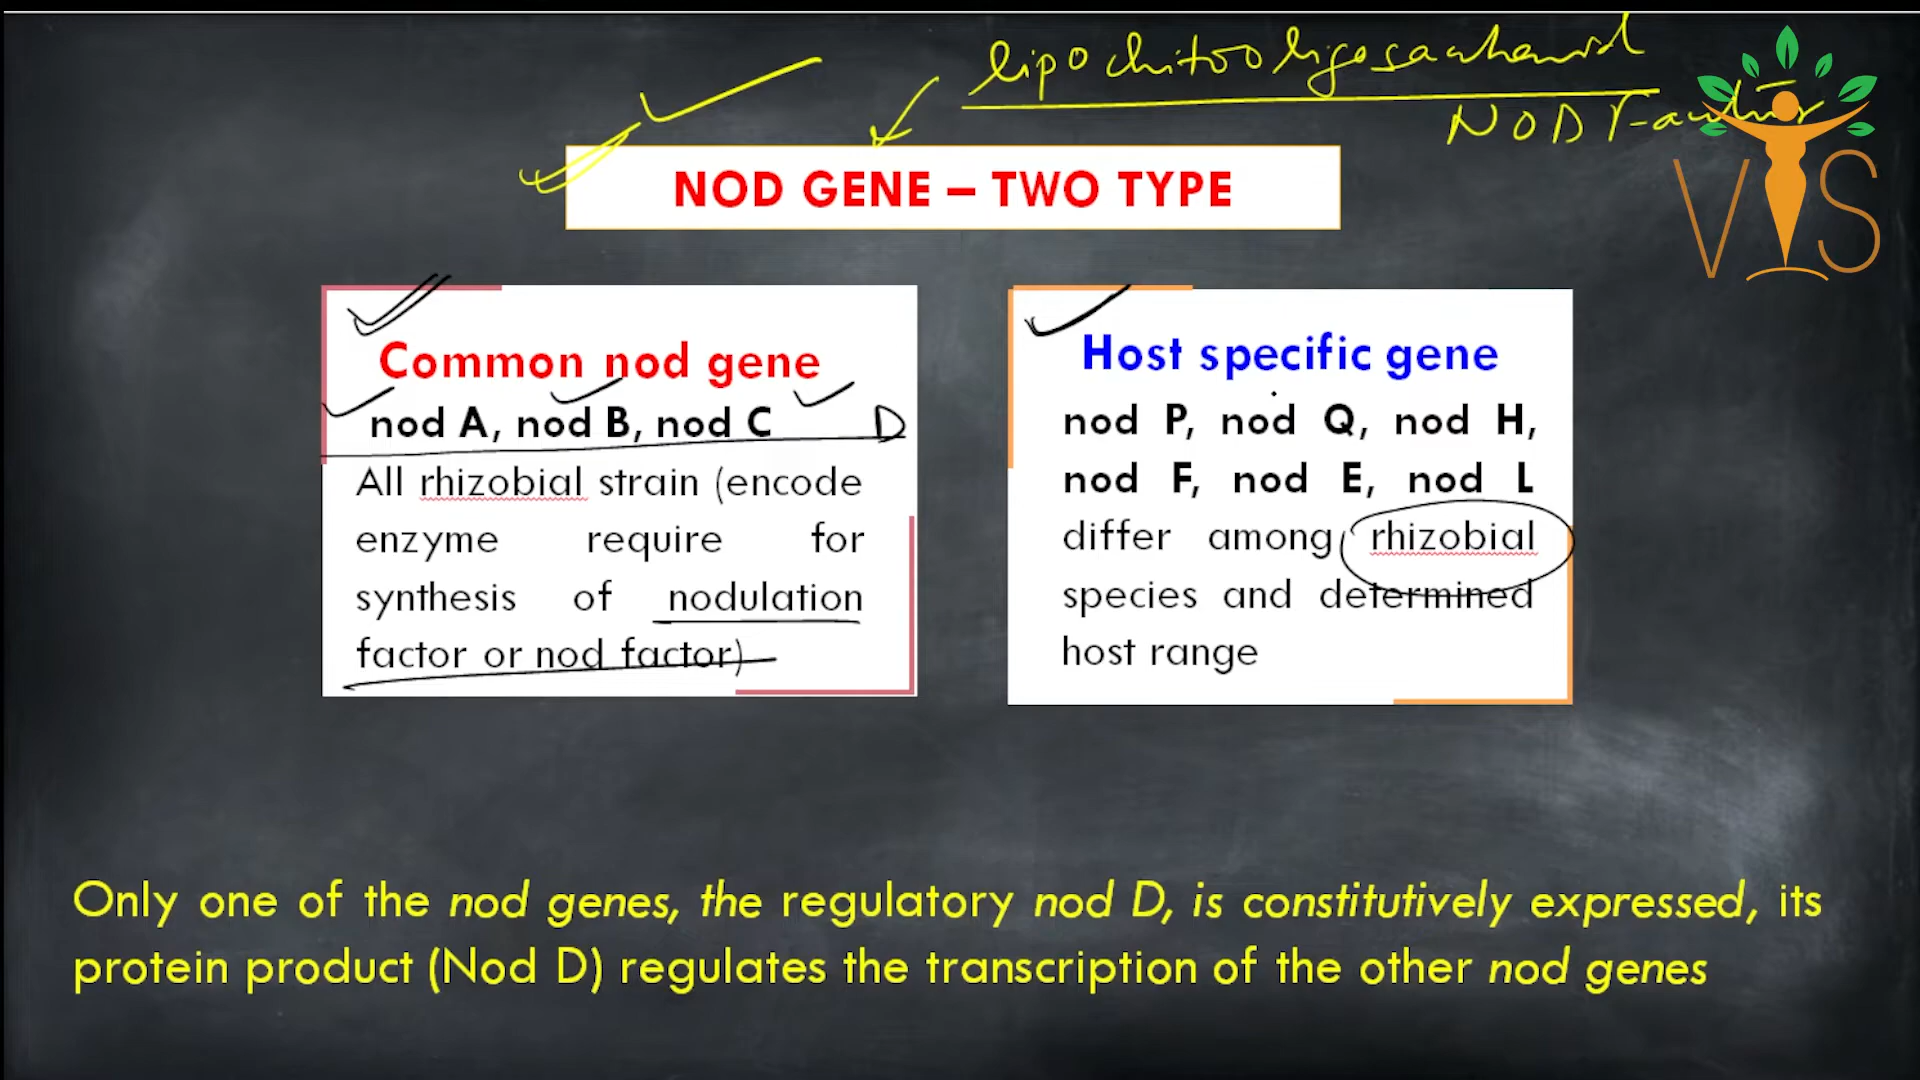 lipochitooligosaccharid
NOD Factor
NOD GENE – TWO TYPE
VIS
Common nod gene
nod A, nod B, nod C D
All rhizobial strain (encode
enzyme require for
synthesis of nodulation
factor or nod factor)
Host specific gene
nod P, nod Q, nod H,
nod F, nod E, nod L
differ among rhizobial
species and determined
host range
Only one of the nod genes, the regulatory nod D, is constitutively expressed, its
protein product (Nod D) regulates the transcription of the other nod genes